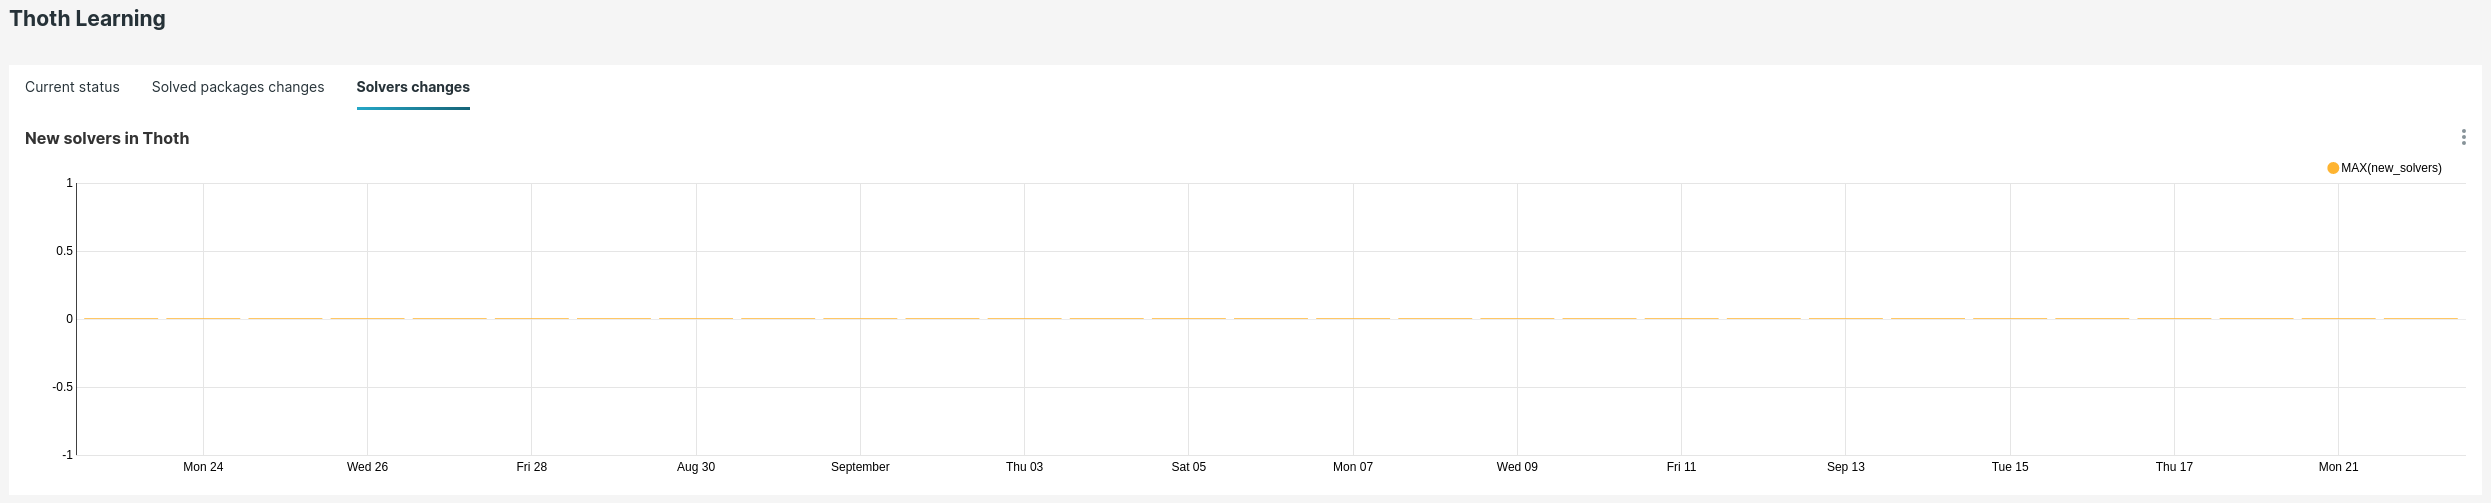 Thoth Learning
Current status Solved packages changes Solvers changes
New solvers in Thoth
MAX(new_solvers)
1
0.5
0
-0.5
-1
Mon 24 Wed 26 Fri 28 Aug 30 September Thu 03 Sat 05 Mon 07 Wed 09 Fri 11 Sep 13 Tue 15 Thu 17 Mon 21